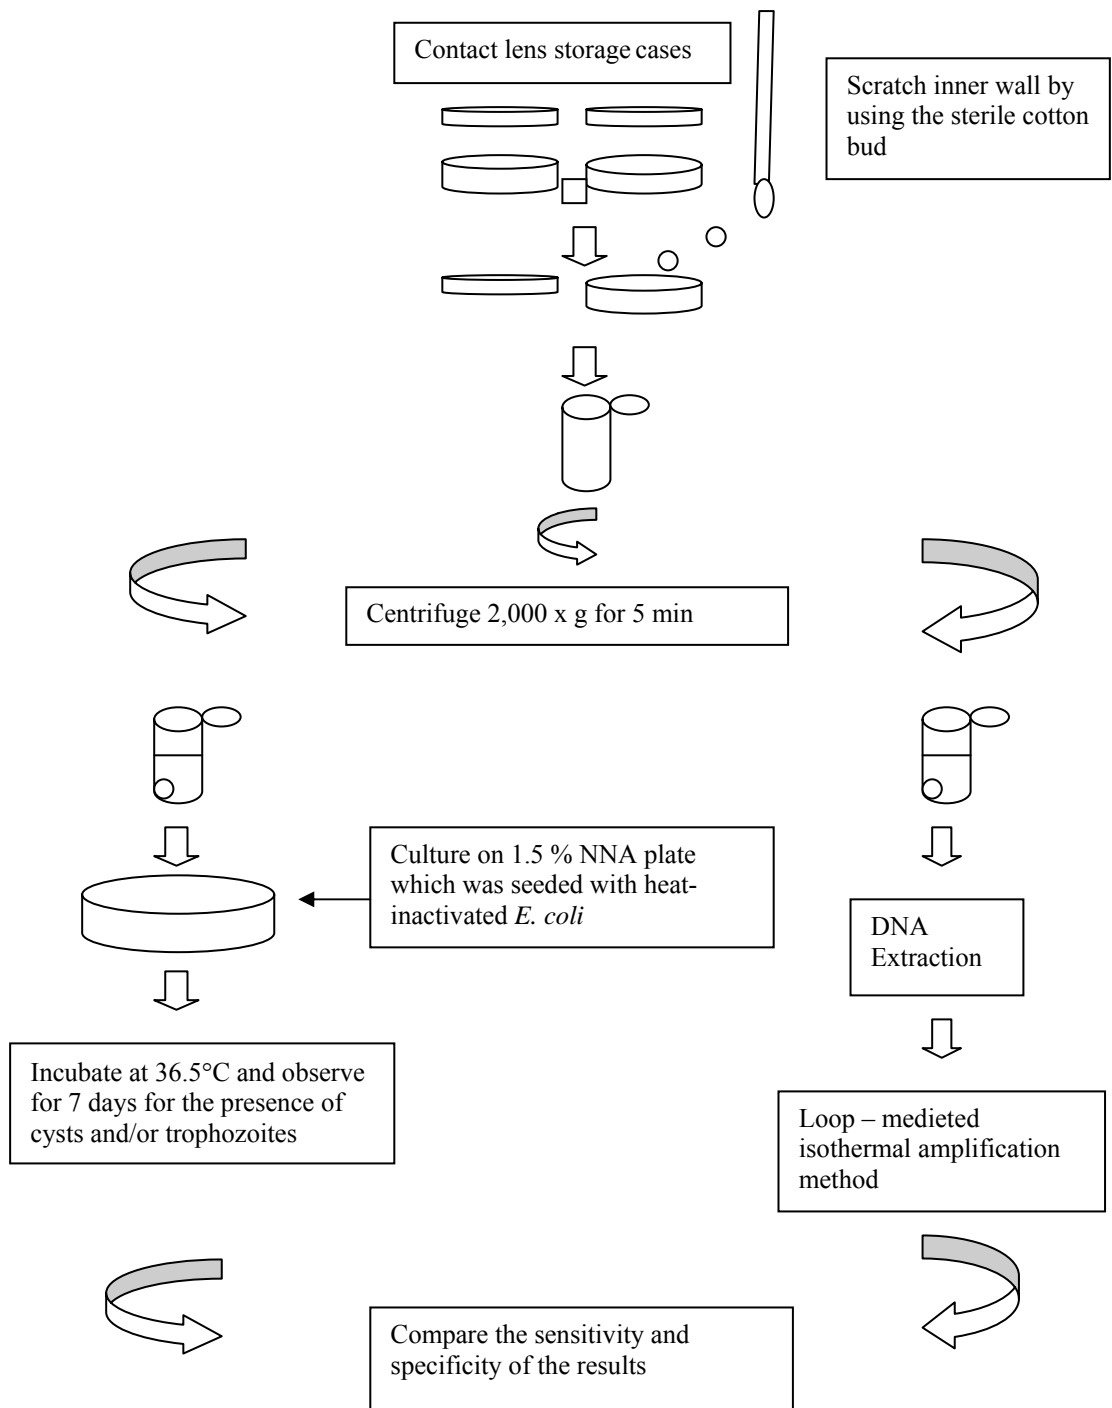 Contact lens storage cases
Scratch inner wall by
using the sterile cotton
bud
Centrifuge 2,000 x g for 5 min
Culture on 1.5 % NNA plate
which was seeded with heat-
inactivated E. coli
DNA
Extraction
Incubate at 36.5°C and observe
for 7 days for the presence of
cysts and/or trophozoites
Loop – medieted
isothermal amplification
method
Compare the sensitivity and
specificity of the results